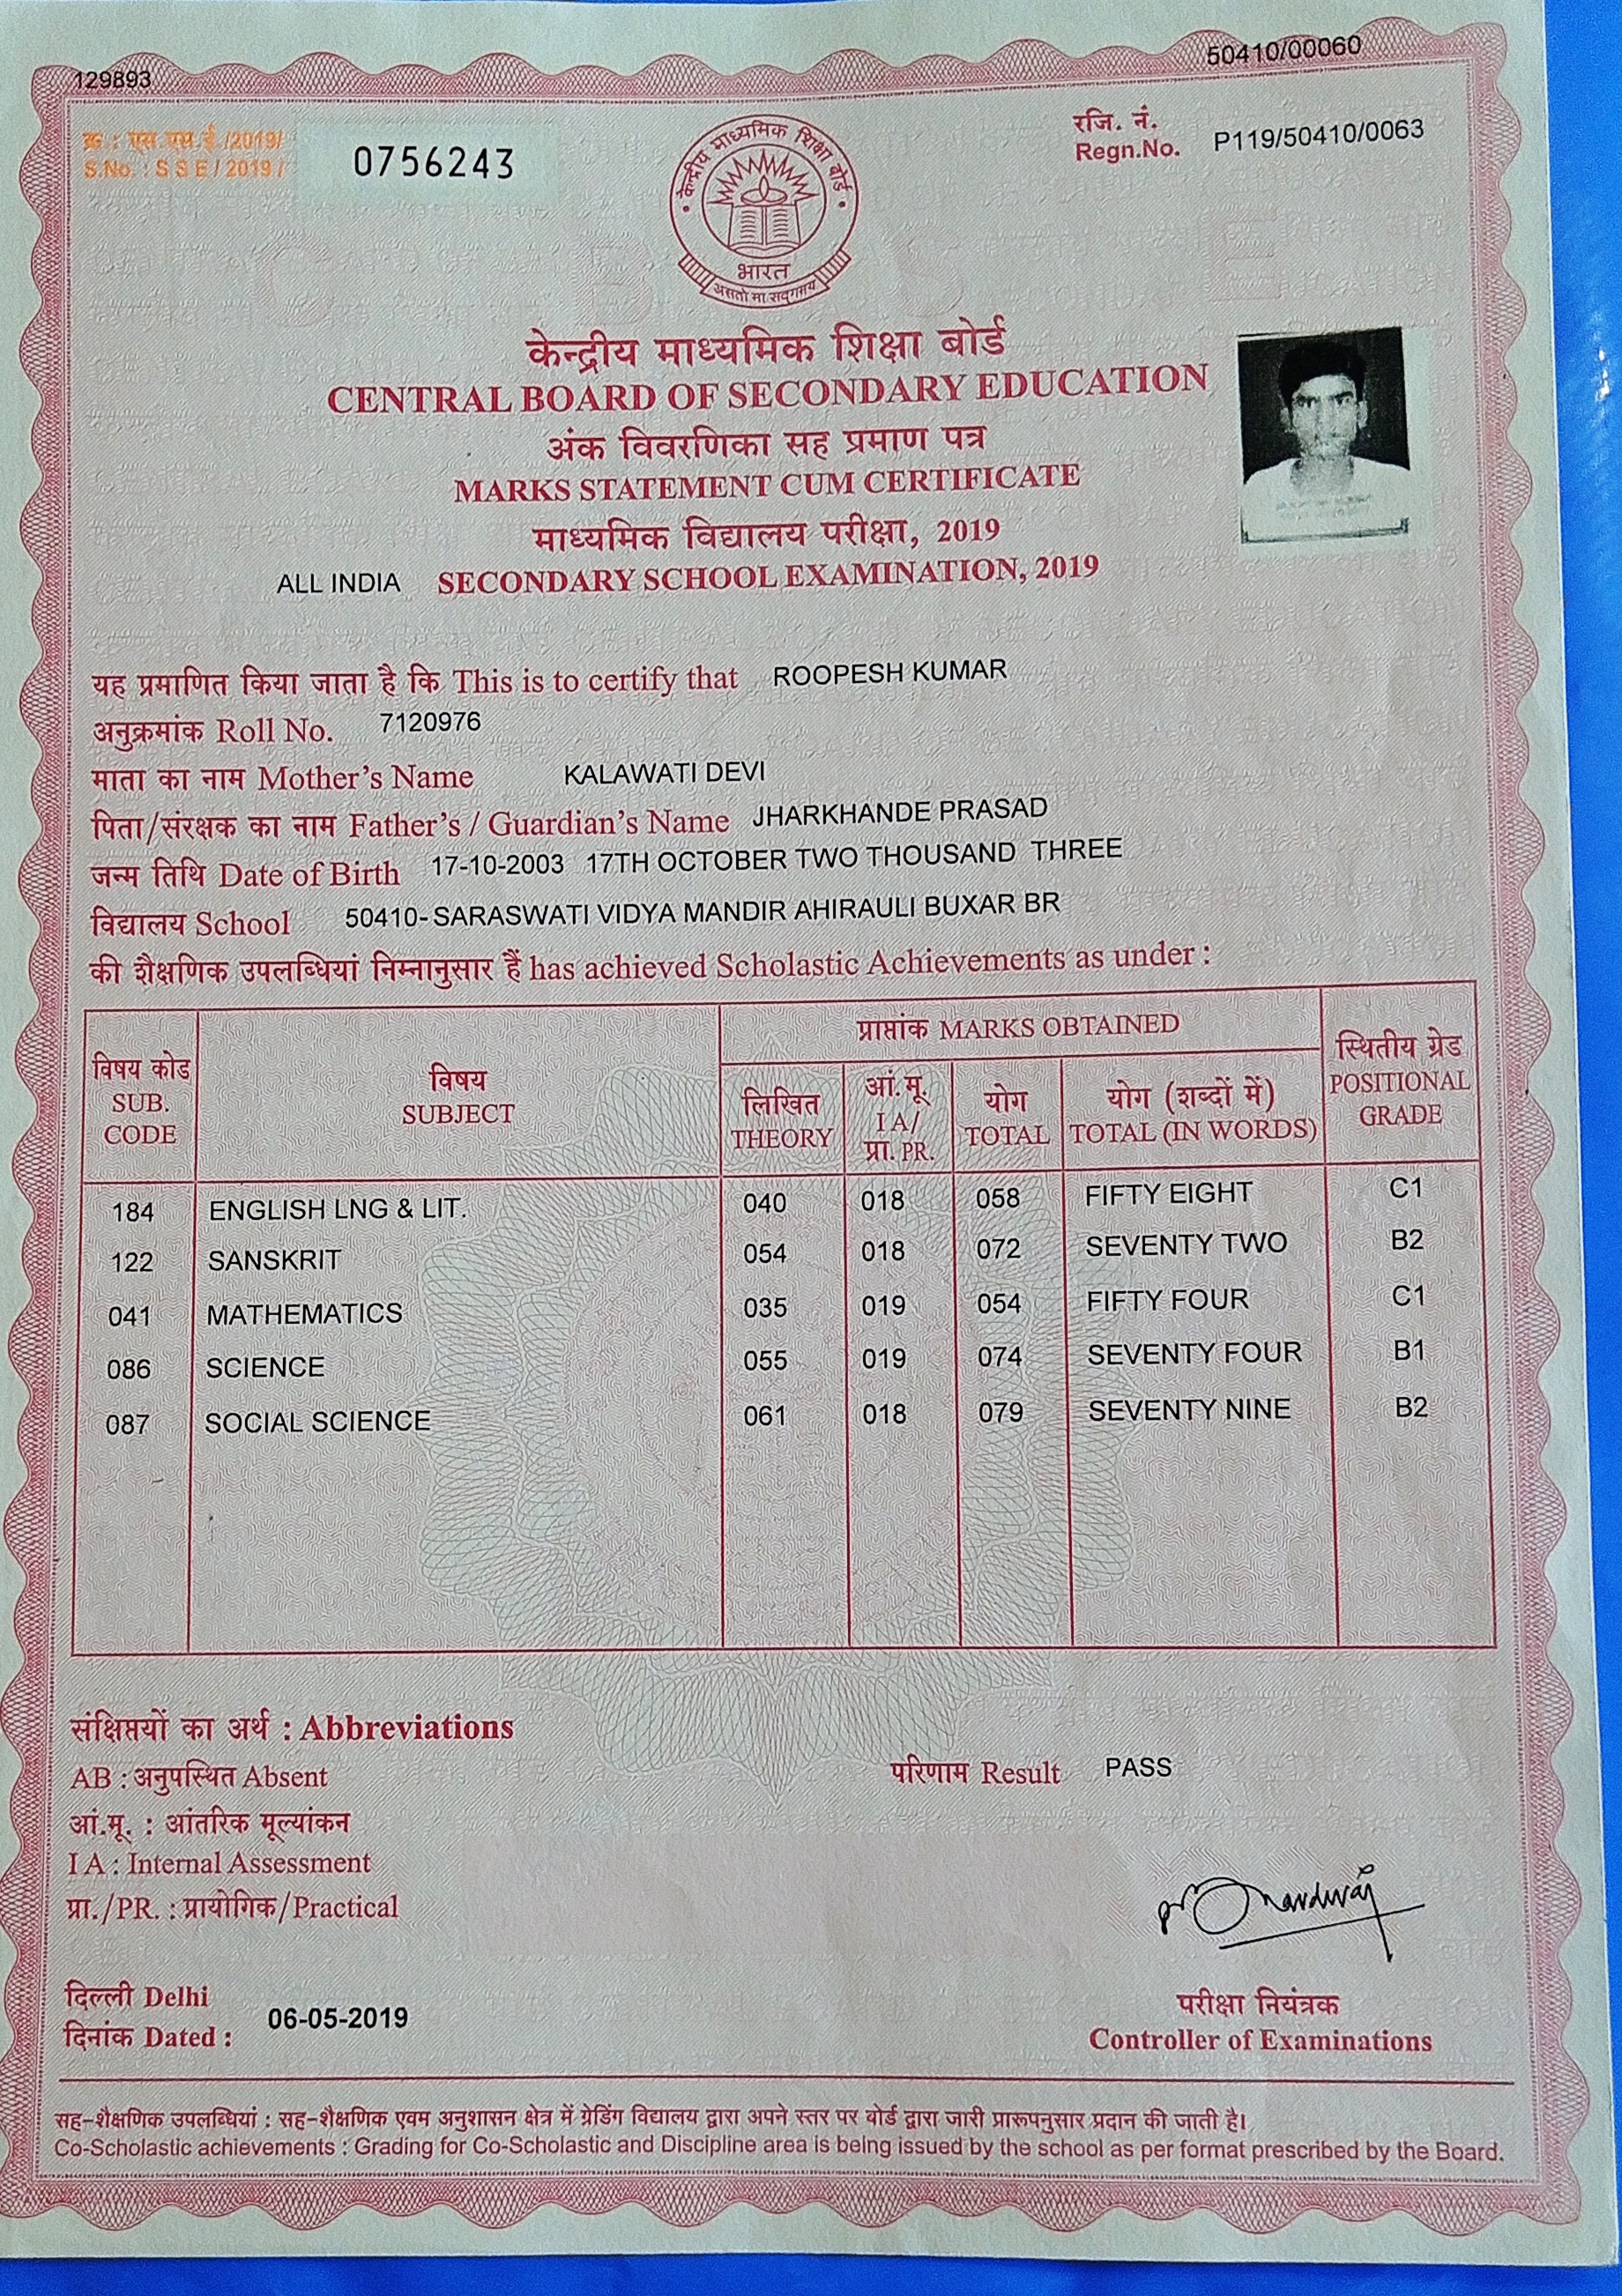 129893
50410/00060
क्र : एस.एस.ई./2019/
S.No. : S S E / 2019 /
0756243
रजि. नं.
Regn.No. P119/50410/0063
केन्द्रीय माध्यमिक शिक्षा बोर्ड
भारत
असतो मा सद्गमय
C B S E
केन्द्रीय माध्यमिक शिक्षा बोर्ड
CENTRAL BOARD OF SECONDARY EDUCATION
अंक विवरणिका सह प्रमाण पत्र
MARKS STATEMENT CUM CERTIFICATE
माध्यमिक विद्यालय परीक्षा, 2019
ALL INDIA SECONDARY SCHOOL EXAMINATION, 2019
यह प्रमाणित किया जाता है कि This is to certify that ROOPESH KUMAR
अनुक्रमांक Roll No. 7120976
माता का नाम Mother's Name KALAWATI DEVI
पिता/संरक्षक का नाम Father's / Guardian's Name JHARKHANDE PRASAD
जन्म तिथि Date of Birth 17-10-2003 17TH OCTOBER TWO THOUSAND THREE
विद्यालय School 50410- SARASWATI VIDYA MANDIR AHIRAULI BUXAR BR
की शैक्षणिक उपलब्धियां निम्नानुसार हैं has achieved Scholastic Achievements as under :
विषय कोड
SUB.
CODE
विषय
SUBJECT
प्राप्तांक MARKS OBTAINED
लिखित
THEORY
आं.मू.
I A/
प्रा. PR.
योग
TOTAL
योग (शब्दों में)
TOTAL (IN WORDS)
स्थितीय ग्रेड
POSITIONAL
GRADE
184 ENGLISH LNG & LIT. 040 018 058 FIFTY EIGHT C1
122 SANSKRIT 054 018 072 SEVENTY TWO B2
041 MATHEMATICS 035 019 054 FIFTY FOUR C1
086 SCIENCE 055 019 074 SEVENTY FOUR B1
087 SOCIAL SCIENCE 061 018 079 SEVENTY NINE B2
संक्षिप्तयों का अर्थ : Abbreviations
AB : अनुपस्थित Absent
परिणाम Result PASS
आं.मू. : आंतरिक मूल्यांकन
I A : Internal Assessment
प्रा./PR. : प्रायोगिक/Practical
दिल्ली Delhi
दिनांक Dated : 06-05-2019
परीक्षा नियंत्रक
Controller of Examinations
सह-शैक्षणिक उपलब्धियां : सह-शैक्षणिक एवम अनुशासन क्षेत्र में ग्रेडिंग विद्यालय द्वारा अपने स्तर पर बोर्ड द्वारा जारी प्रारूपनुसार प्रदान की जाती है।
Co-Scholastic achievements : Grading for Co-Scholastic and Discipline area is being issued by the school as per format prescribed by the Board.